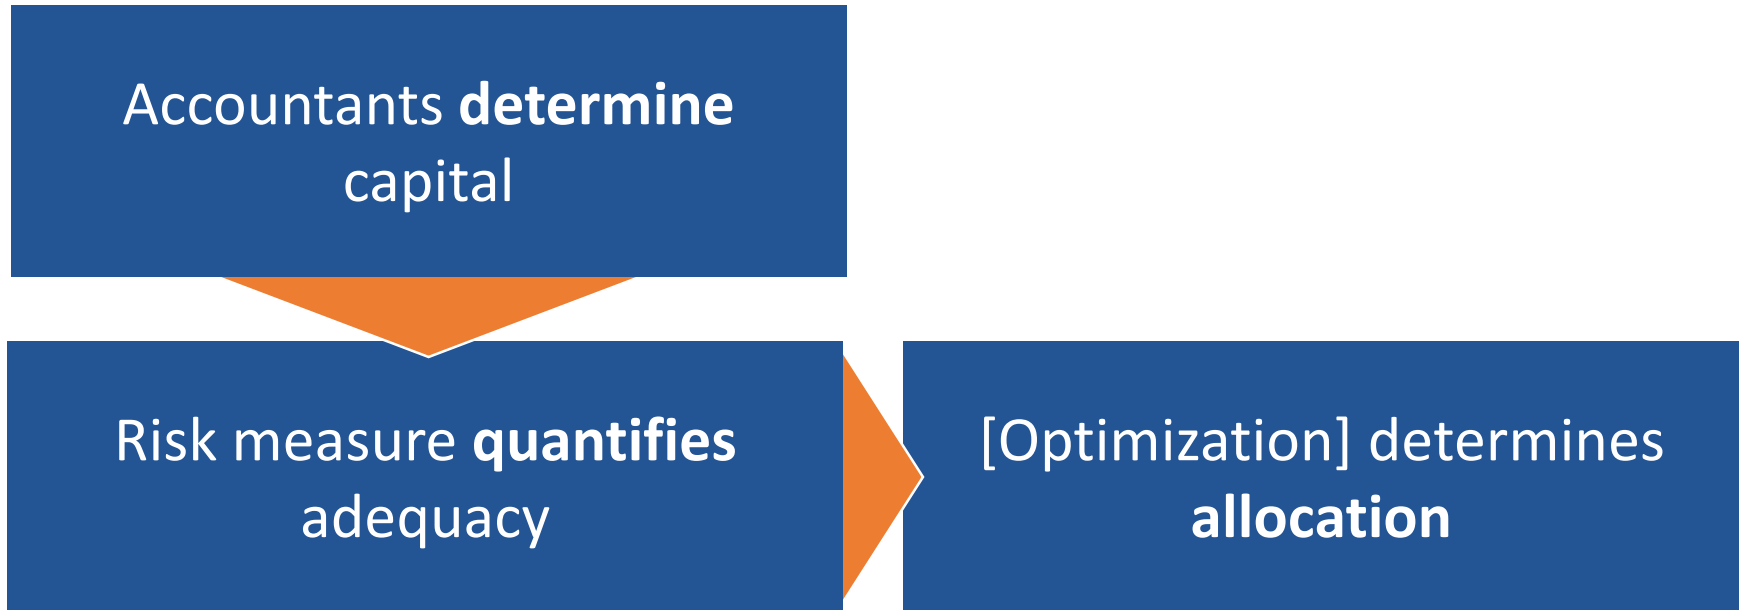 Accountants determine
capital
Risk measure quantifies
adequacy
[Optimization] determines
allocation